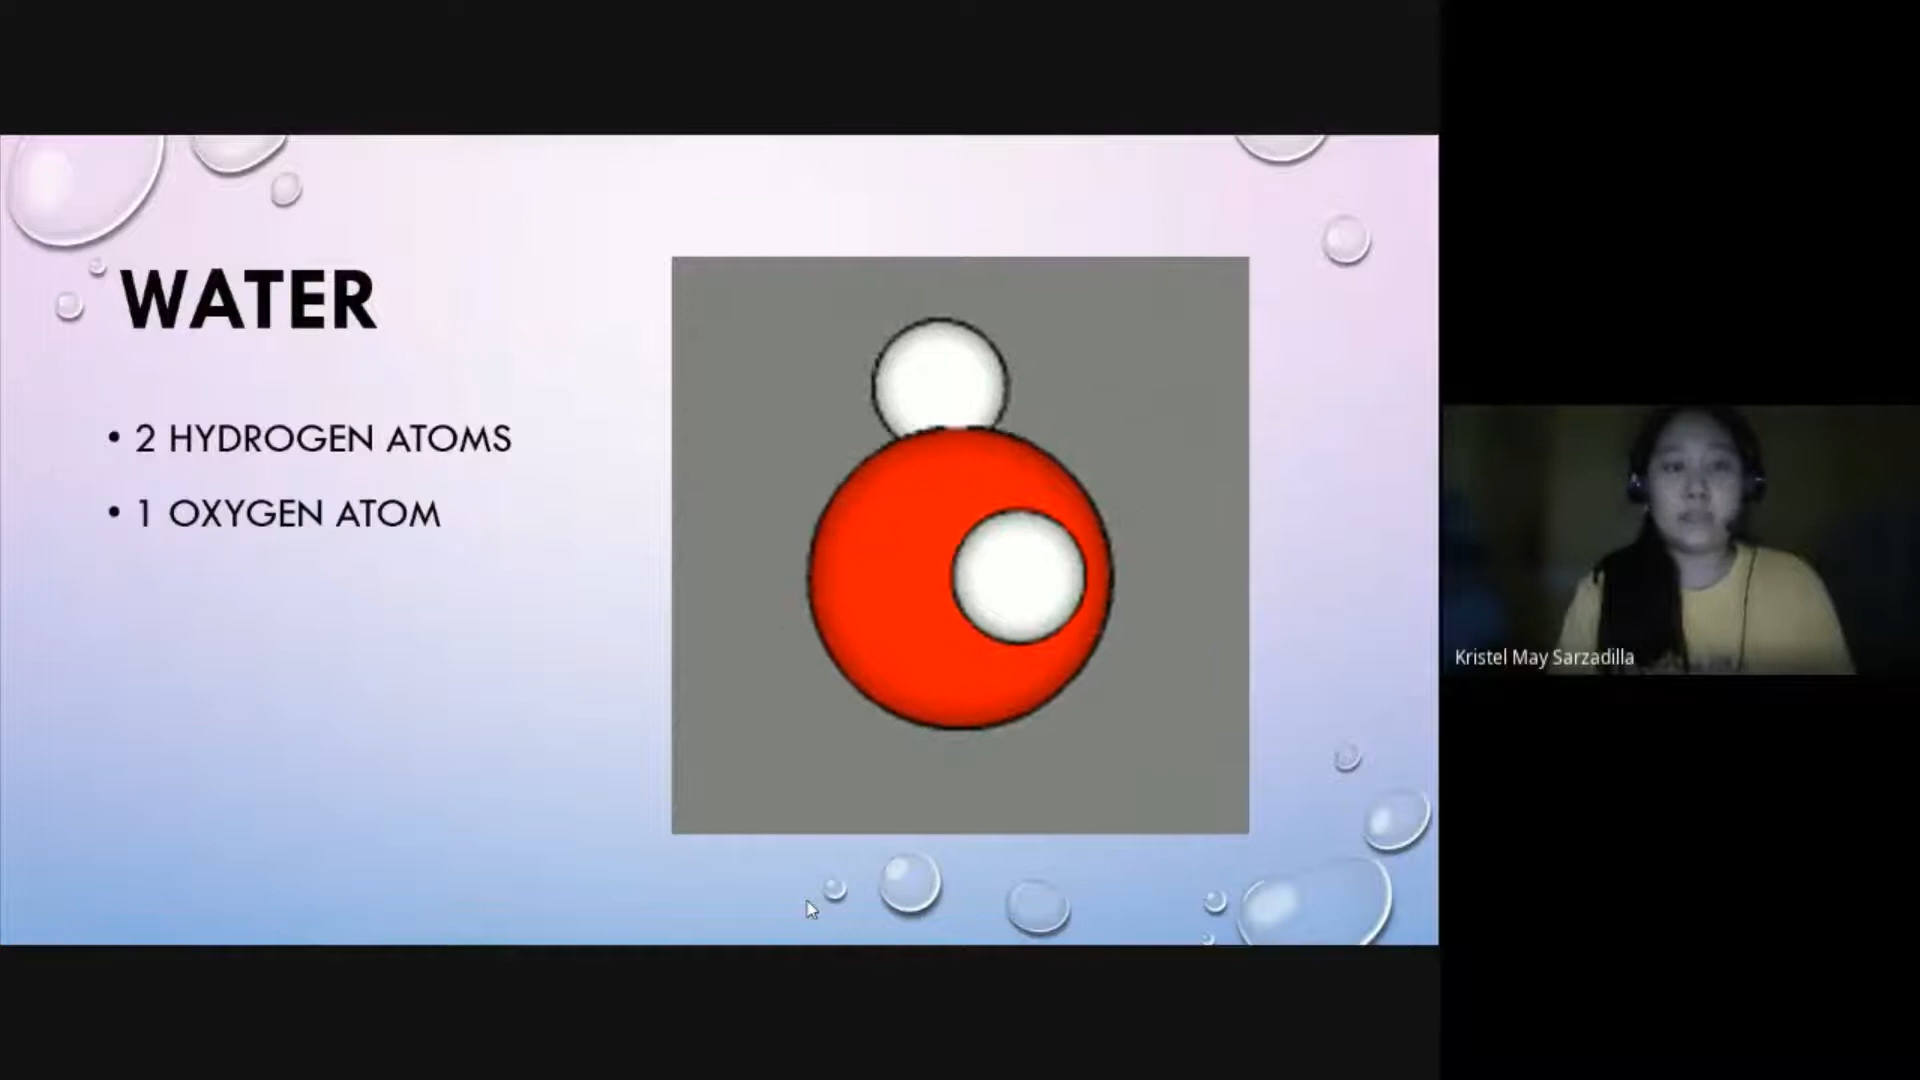 WATER
• 2 HYDROGEN ATOMS
• 1 OXYGEN ATOM
Kristel May Sarzadilla